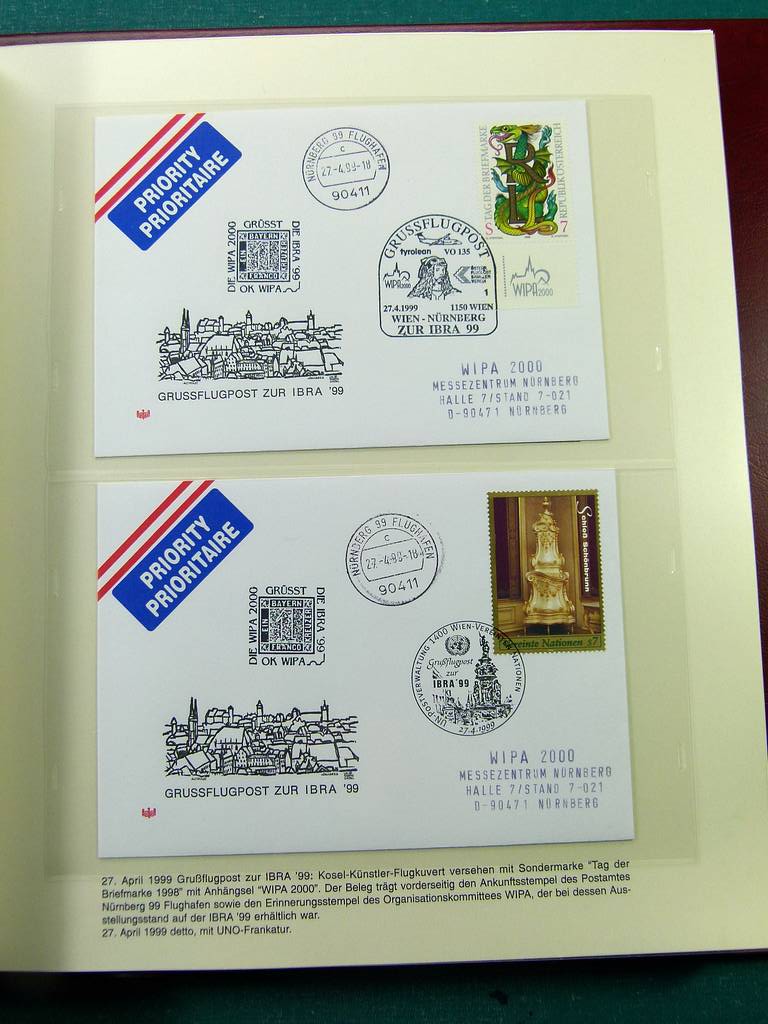 PRIORITY
PRIORITAIRE
NÜRNBERG 99 FLUGHAFEN
c
27.-4.99-18
90411
TAG DER BRIEFMARKE
REPUBLIK ÖSTERREICH
S 7
WIPA2000
GRÜSST
DIE WIPA 2000
DIE IBRA '99
BAYERN
EIN
FRANCO
OK WIPA
GRUSSFLUGPOST
tyrolean VO 135
WIPA2000
1
27.4.1999 1150 WIEN
WIEN - NÜRNBERG
ZUR IBRA 99
GRUSSFLUGPOST ZUR IBRA '99
WIPA 2000
MESSEZENTRUM NÜRNBERG
HALLE 7/STAND 7-021
D-90471 NÜRNBERG
PRIORITY
PRIORITAIRE
NÜRNBERG 99 FLUGHAFEN
c
27.-4.99-18
90411
Schloß Schönbrunn
Vereinte Nationen S7
GRÜSST
DIE WIPA 2000
DIE IBRA '99
BAYERN
EIN
FRANCO
OK WIPA
UN-POSTVERWALTUNG 1400 WIEN-VEREINTE NATIONEN
Grußflugpost
zur
IBRA '99
27.4.1999
GRUSSFLUGPOST ZUR IBRA '99
WIPA 2000
MESSEZENTRUM NÜRNBERG
HALLE 7/STAND 7-021
D-90471 NÜRNBERG
27. April 1999 Grußflugpost zur IBRA '99: Kosel-Künstler-Flugkuvert versehen mit Sondermarke "Tag der
Briefmarke 1998" mit Anhängsel "WIPA 2000". Der Beleg trägt vorderseitig den Ankunftsstempel des Postamtes
Nürnberg 99 Flughafen sowie den Erinnerungsstempel des Organisationskommittees WIPA, der bei dessen Aus-
stellungsstand auf der IBRA '99 erhältlich war.
27. April 1999 detto, mit UNO-Frankatur.